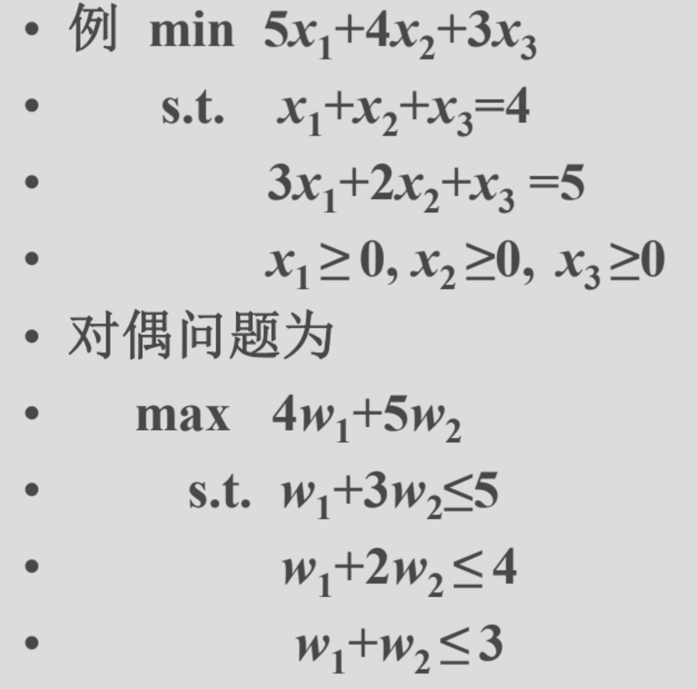 • 例 min 5x₁+4x₂+3x₃
• s.t. x₁+x₂+x₃=4
• 3x₁+2x₂+x₃ =5
• x₁≥0, x₂≥0, x₃≥0
• 对偶问题为
• max 4w₁+5w₂
• s.t. w₁+3w₂≤5
• w₁+2w₂≤4
• w₁+w₂≤3